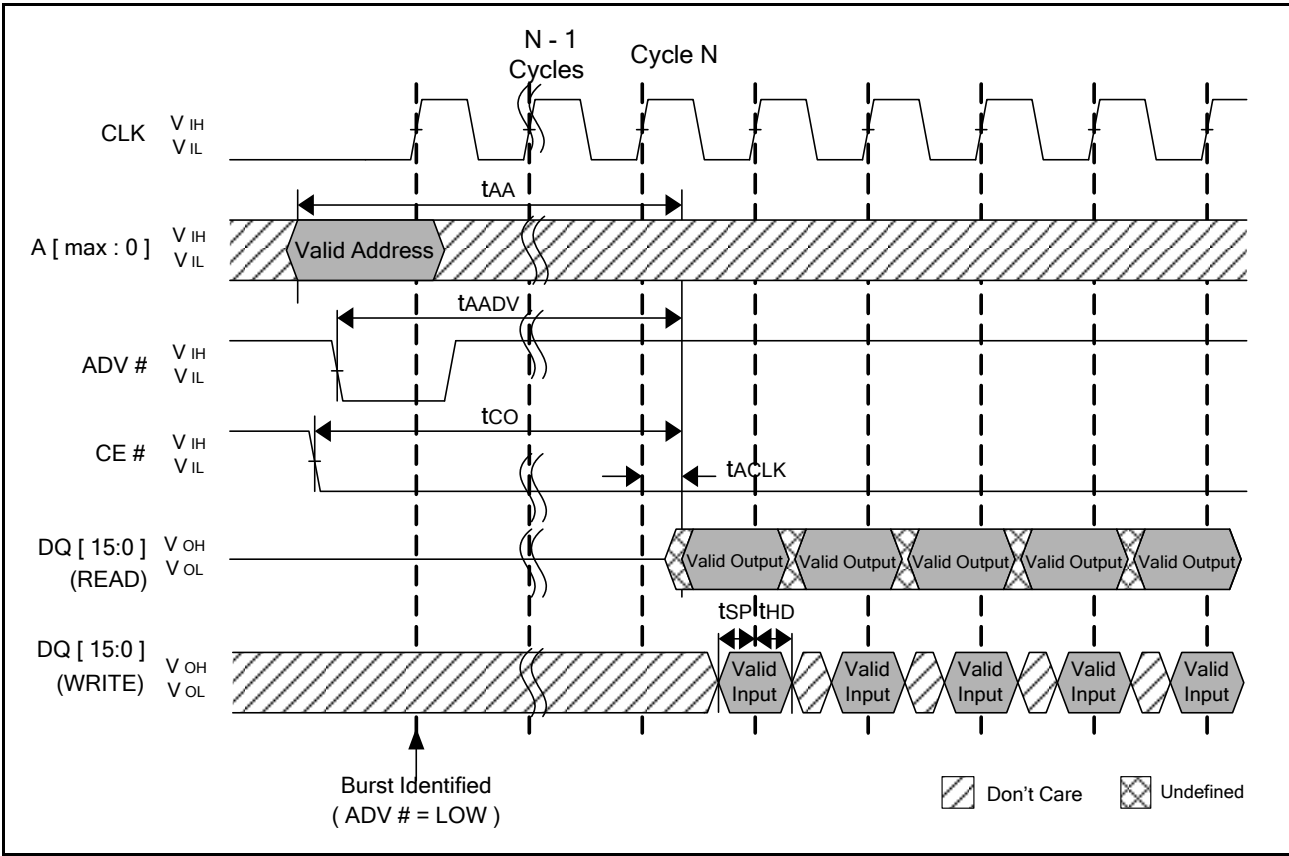 N - 1
Cycles
Cycle N
CLK
V IH
V IL
tAA
A [ max : 0 ]
V IH
V IL
Valid Address
tAADV
ADV #
V IH
V IL
tCO
CE #
V IH
V IL
tACLK
DQ [ 15:0 ]
(READ)
V OH
V OL
Valid Output
Valid Output
Valid Output
Valid Output
Valid Output
tSP tHD
DQ [ 15:0 ]
(WRITE)
V OH
V OL
Valid
Input
Valid
Input
Valid
Input
Valid
Input
Valid
Input
Burst Identified
( ADV # = LOW )
Don't Care
Undefined